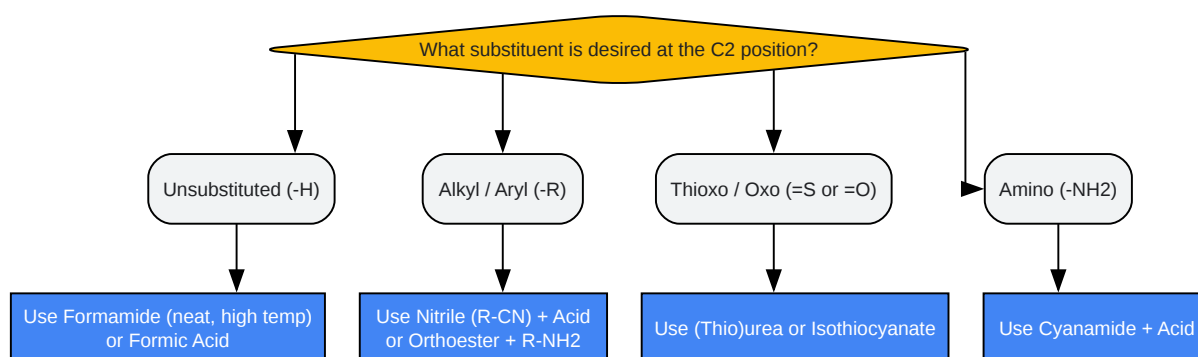 What substituent is desired at the C2 position?
Unsubstituted (-H)
Alkyl / Aryl (-R)
Thioxo / Oxo (=S or =O)
Amino (-NH2)
Use Formamide (neat, high temp)
or Formic Acid
Use Nitrile (R-CN) + Acid
or Orthoester + R-NH2
Use (Thio)urea or Isothiocyanate
Use Cyanamide + Acid